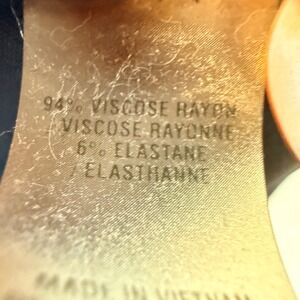 94% VISCOSE RAYON
/ VISCOSE RAYONNE
6% ELASTANE
/ ELASTHANNE
MADE IN VIETNAM